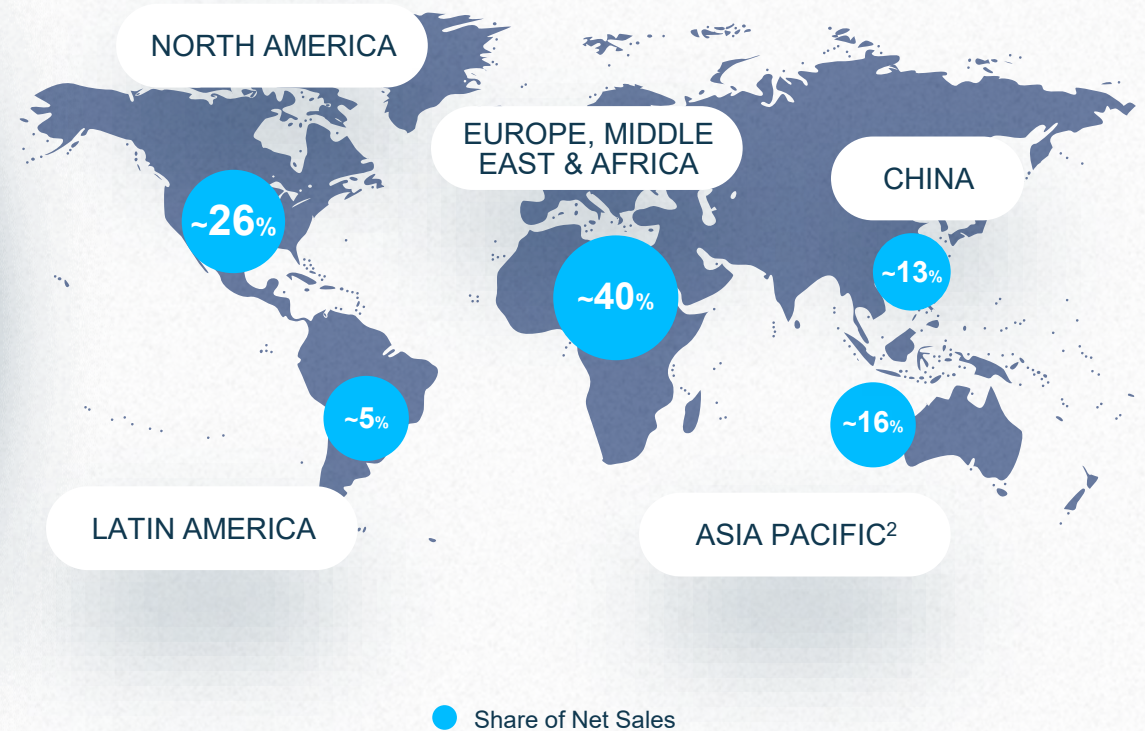 NORTH AMERICA
~26%
EUROPE, MIDDLE
EAST & AFRICA
~40%
CHINA
~13%
~5%
LATIN AMERICA
~16%
ASIA PACIFIC²
Share of Net Sales